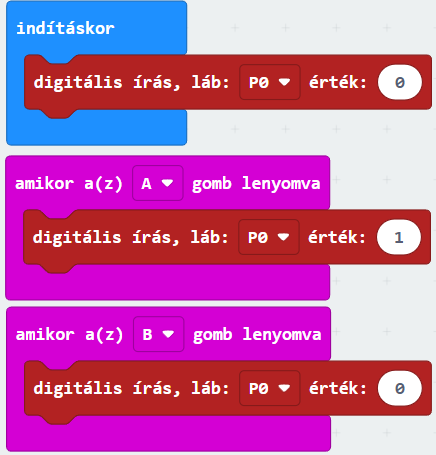 indításkor
digitális írás, láb: P0 érték: 0
amikor a(z) A gomb lenyomva
digitális írás, láb: P0 érték: 1
amikor a(z) B gomb lenyomva
digitális írás, láb: P0 érték: 0